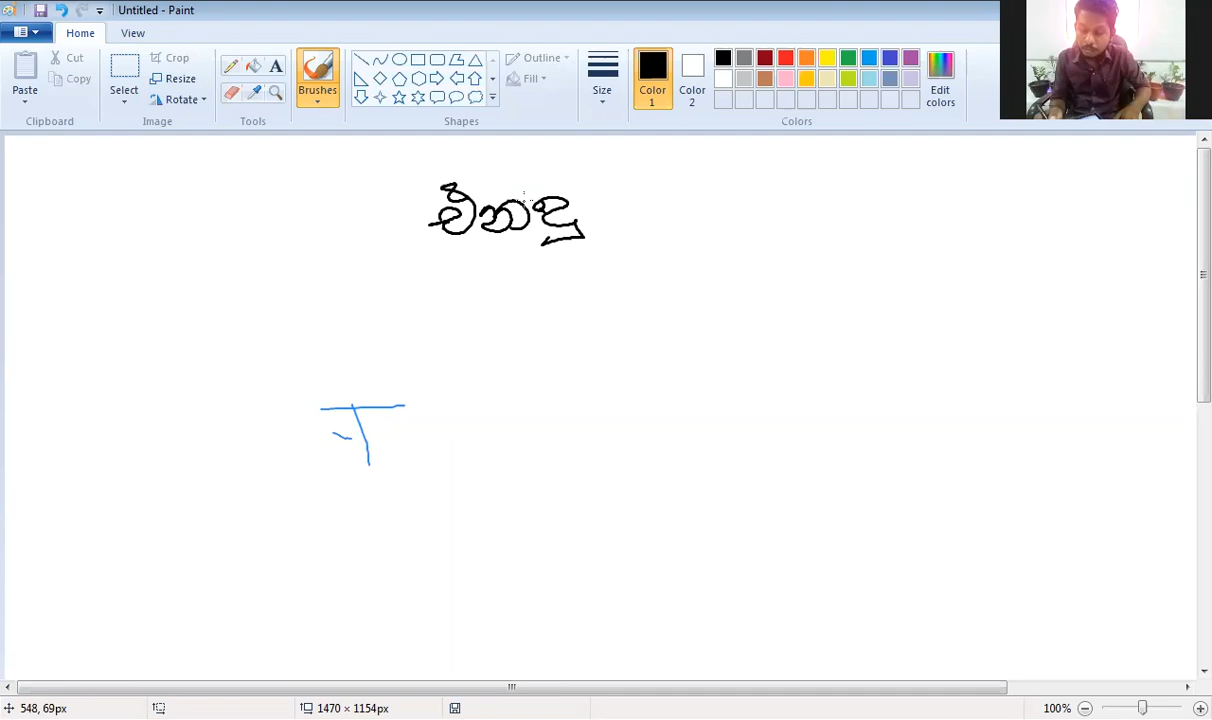 Untitled - Paint
Home View
Cut
Copy
Paste
Clipboard
Crop
Resize
Rotate
Select
Image
Tools
Brushes
Shapes
Outline
Fill
Size
Color 1
Color 2
Edit colors
Colors
එනදු
न
548, 69px
1470 × 1154px
100%